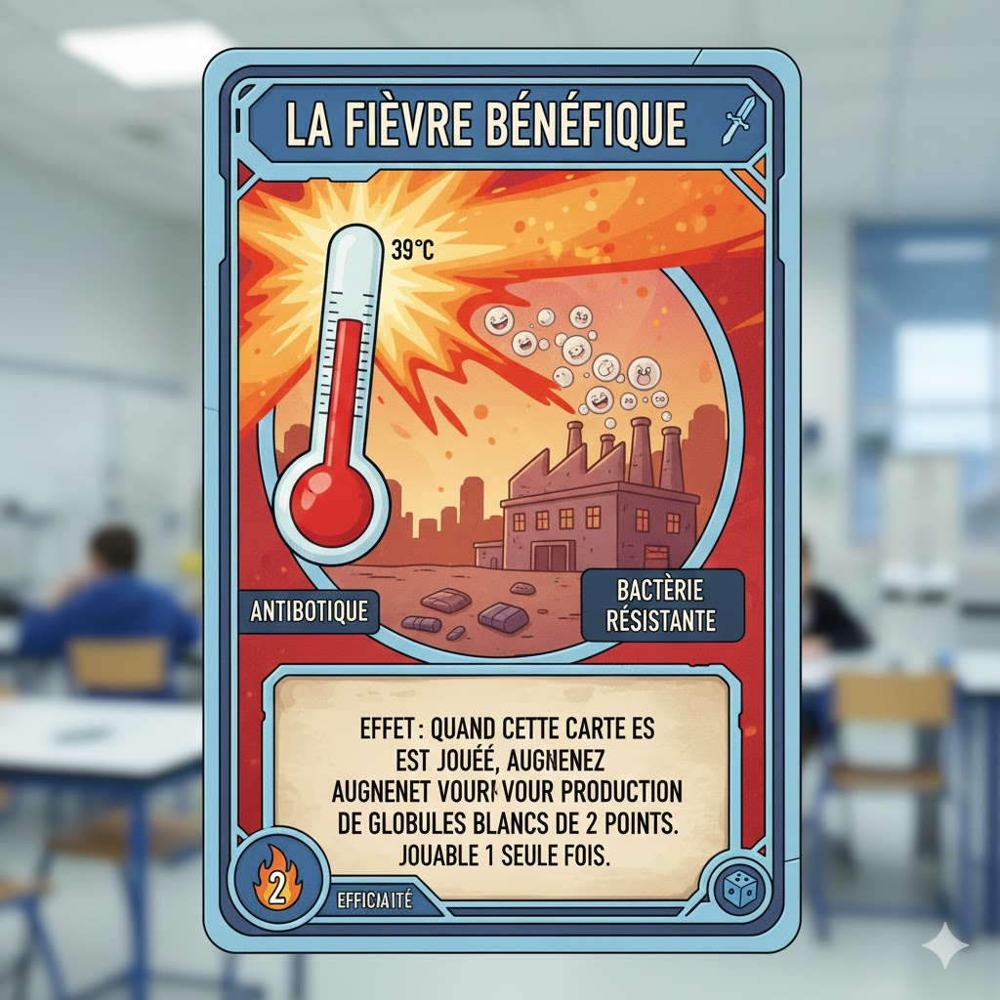 LA FIÈVRE BÉNÉFIQUE
39°C
ANTIBOTIQUE
BACTÈRIE
RÉSISTANTE
EFFET : QUAND CETTE CARTE ES
EST JOUÉÉ, AUGNENEZ
AUGNENET VOUR VOUR PRODUCTION
DE GLOBULES BLANCS DE 2 POINTS.
JOUABLE 1 SEULE FOIS.
2
EFFICIAITÉ